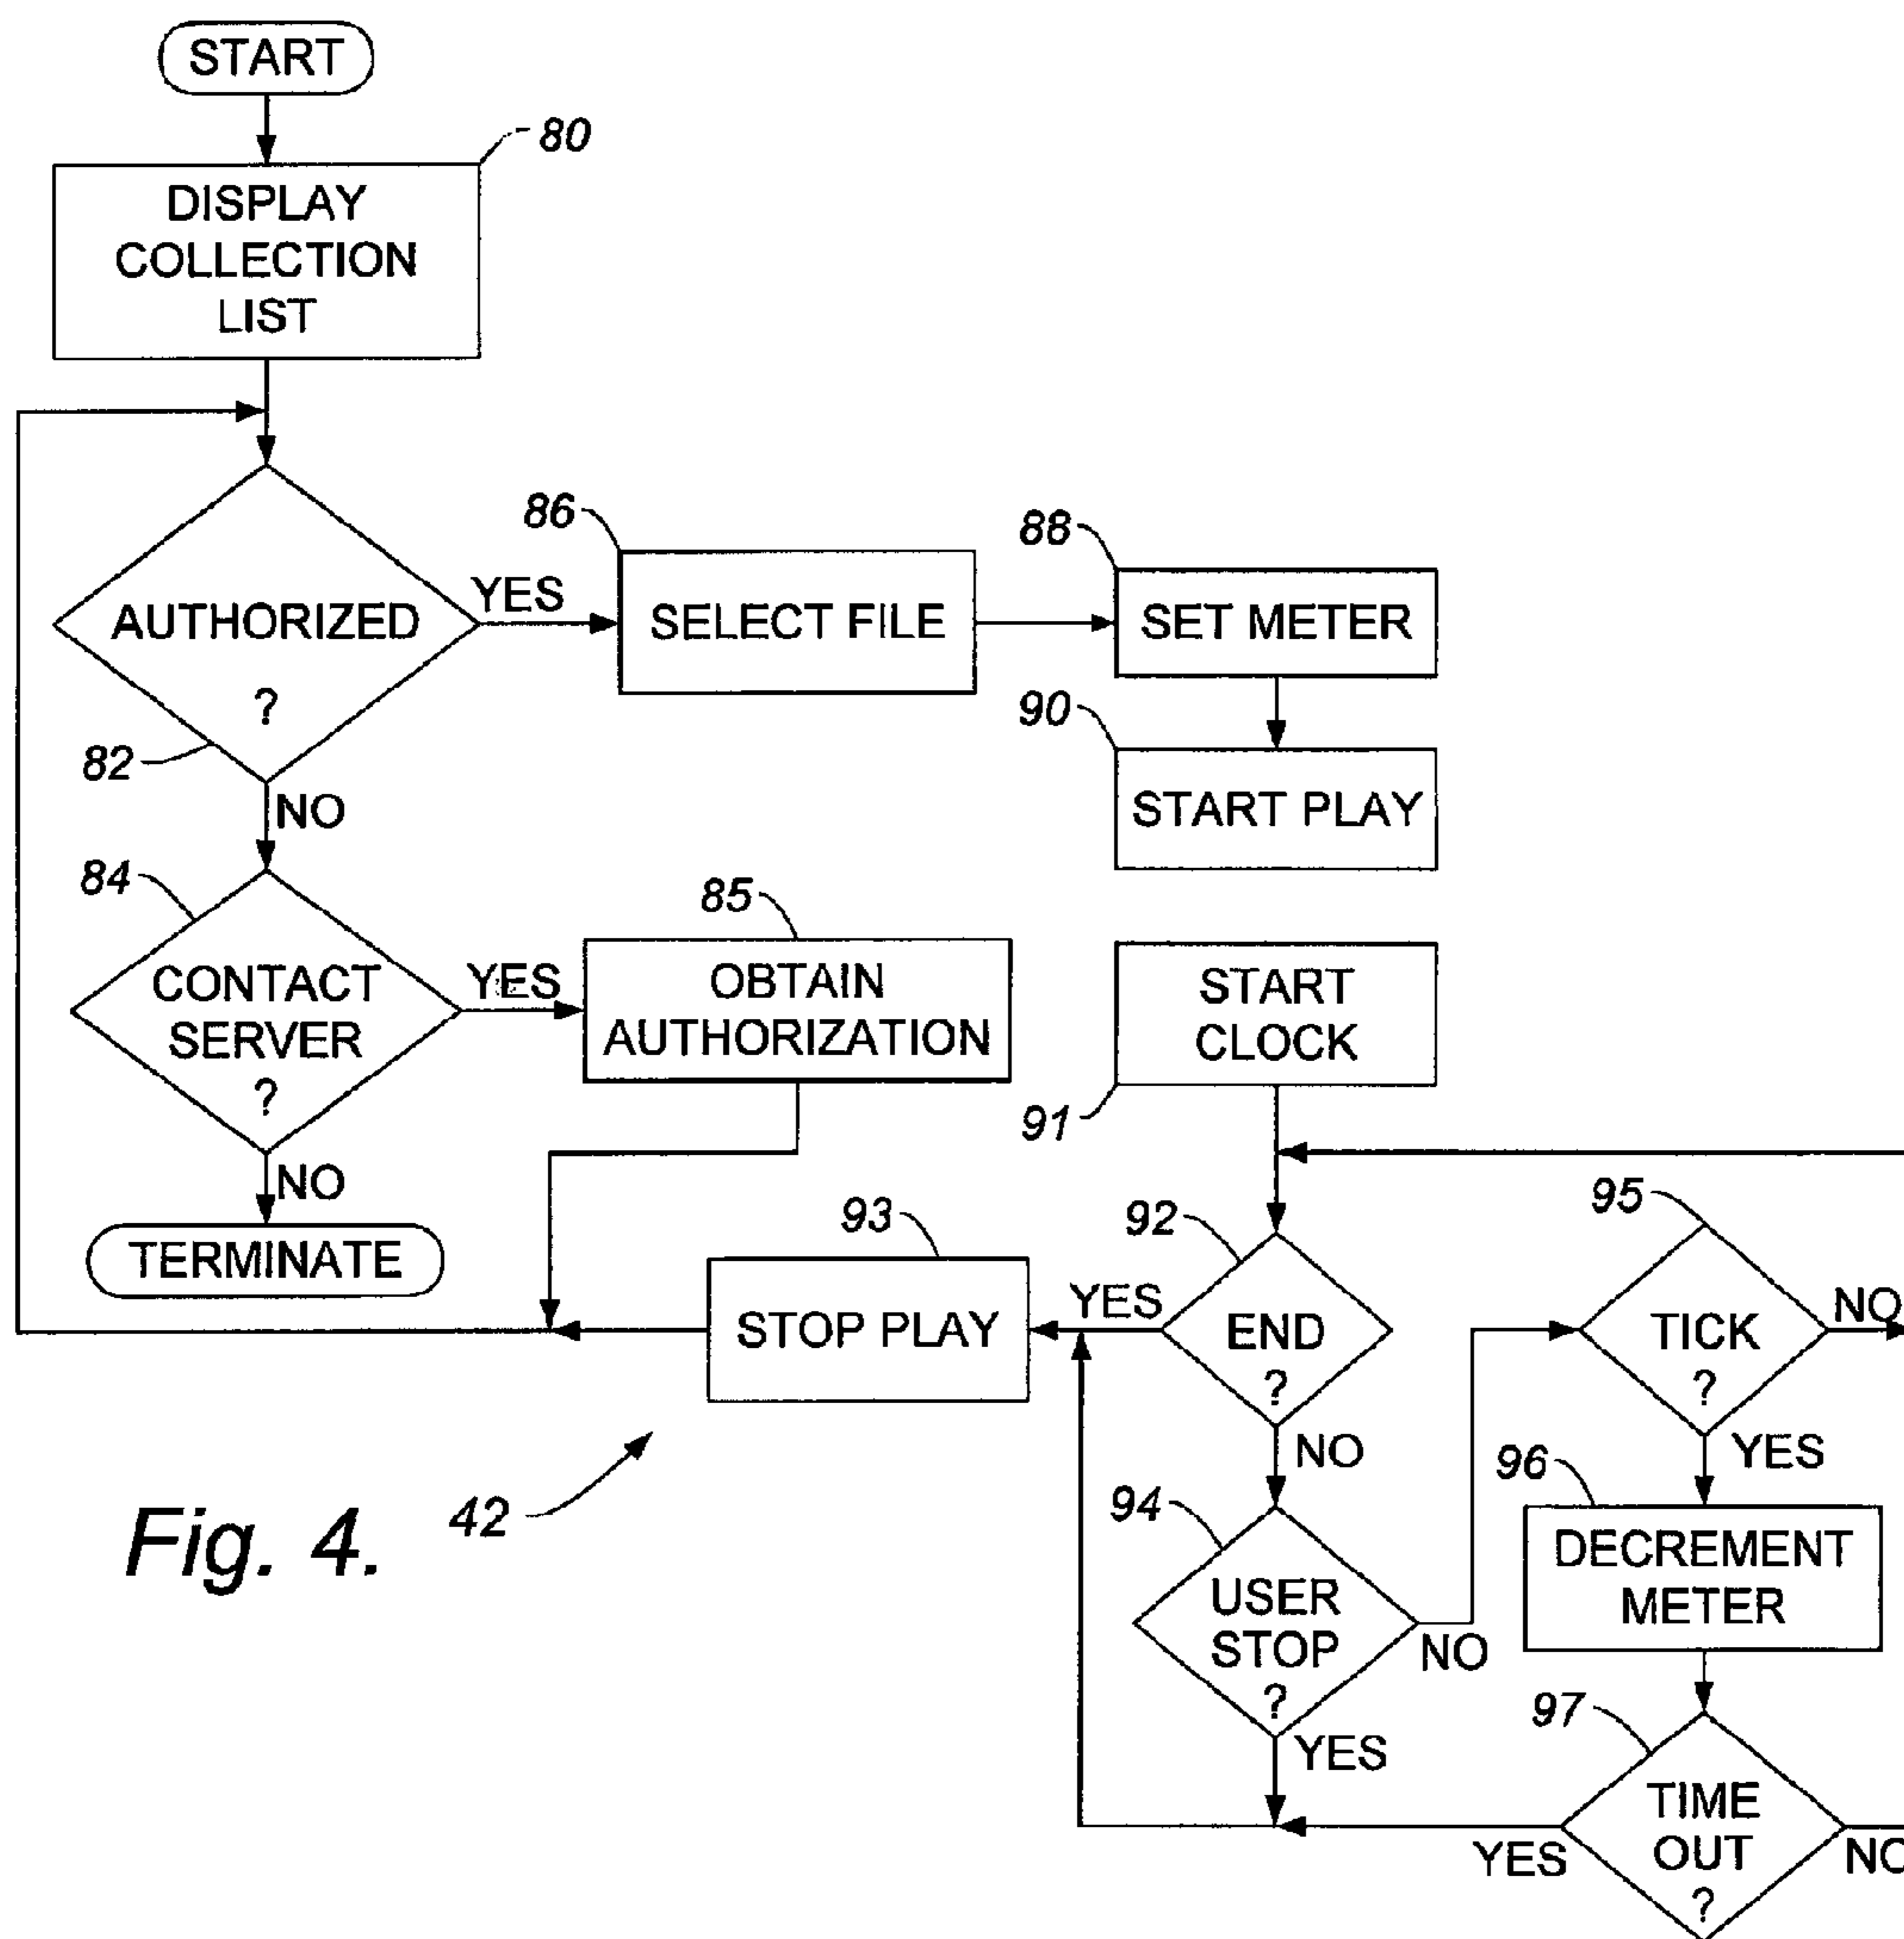 START
80
DISPLAY
COLLECTION
LIST
86
88
AUTHORIZED
?
YES
SELECT FILE
SET METER
82
NO
90
START PLAY
84
85
CONTACT
SERVER
?
YES
OBTAIN
AUTHORIZATION
START
CLOCK
91
NO
TERMINATE
93
92
95
STOP PLAY
YES
END
?
TICK
?
NO
NO
YES
96
94
DECREMENT
METER
USER
STOP
?
NO
97
YES
TIME
OUT
?
YES
NO
Fig. 4.
42